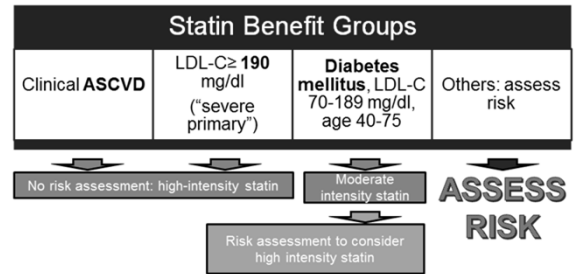 Statin Benefit Groups
Clinical ASCVD
LDL-C≥ 190
mg/dl
("severe
primary")
Diabetes
mellitus, LDL-C
70-189 mg/dl,
age 40-75
Others: assess
risk
No risk assessment: high-intensity statin
Moderate
intensity statin
ASSESS
RISK
Risk assessment to consider
high intensity statin